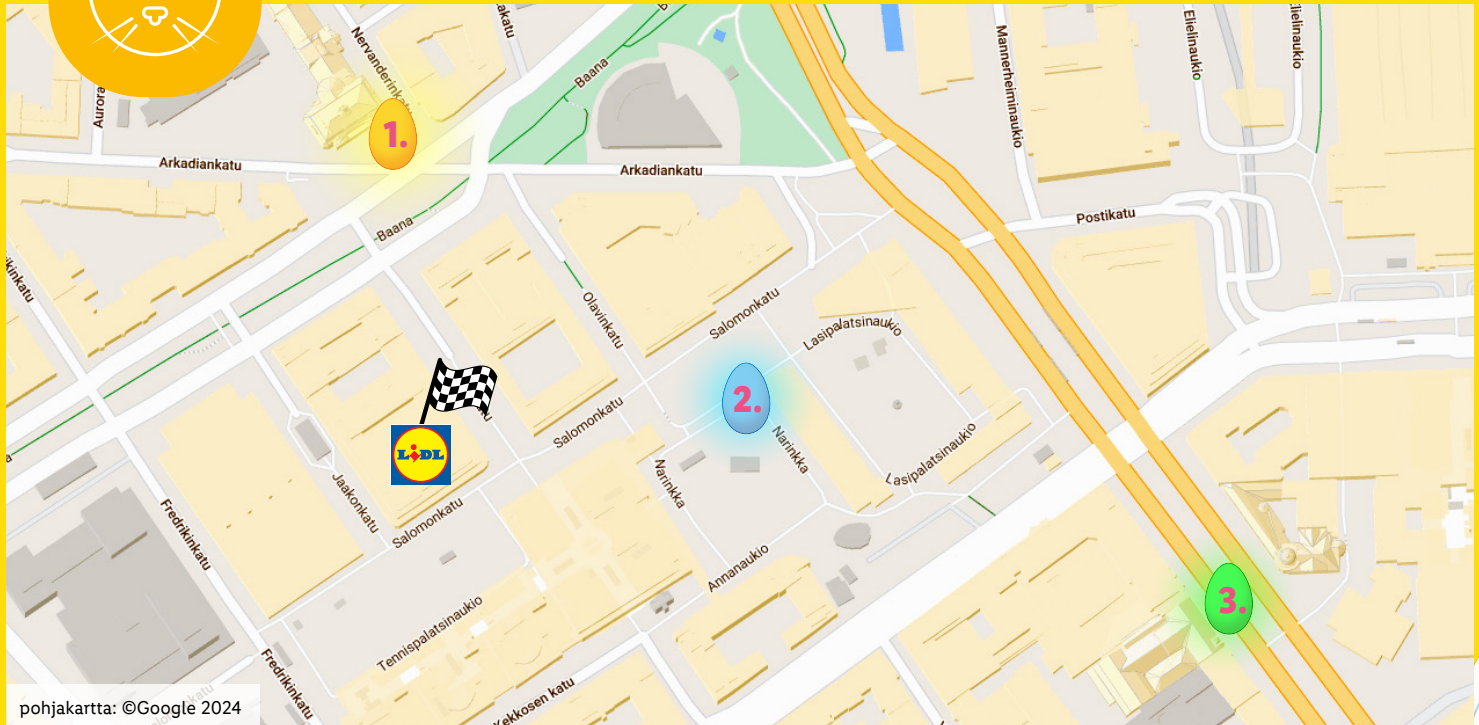 Nervanderinkatu
Baana
Elielinaukio
Elielinaukio
Mannerheiminaukio
1.
Arkadiankatu
Arkadiankatu
Postikatu
Baana
Olavinkatu
Salomonkatu
Lasipalatsinaukio
2.
Salomonkatu
Narinkka
LIDL
Narinkka
Lasipalatsinaukio
Jaakonkatu
Salomonkatu
Fredrikinkatu
Annanaukio
3.
Tennispalatsinaukio
Fredrikinkatu
Kekkosen katu
pohjakartta: ©Google 2024